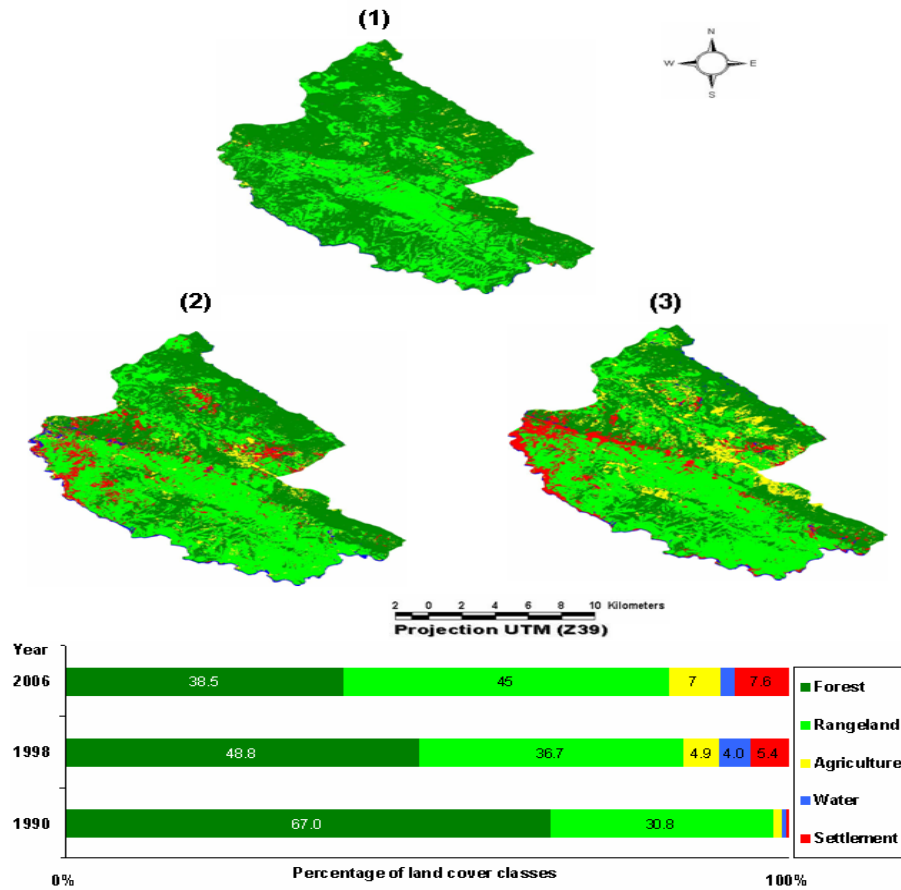 (1)
N
W E
S
(2) (3)
2 0 2 4 6 8 10 Kilometers
Projection UTM (Z39)
Year
2006 38.5 45 7 7.6
1998 48.8 36.7 4.9 4.0 5.4
1990 67.0 30.8
Forest
Rangeland
Agriculture
Water
Settlement
0% Percentage of land cover classes 100%